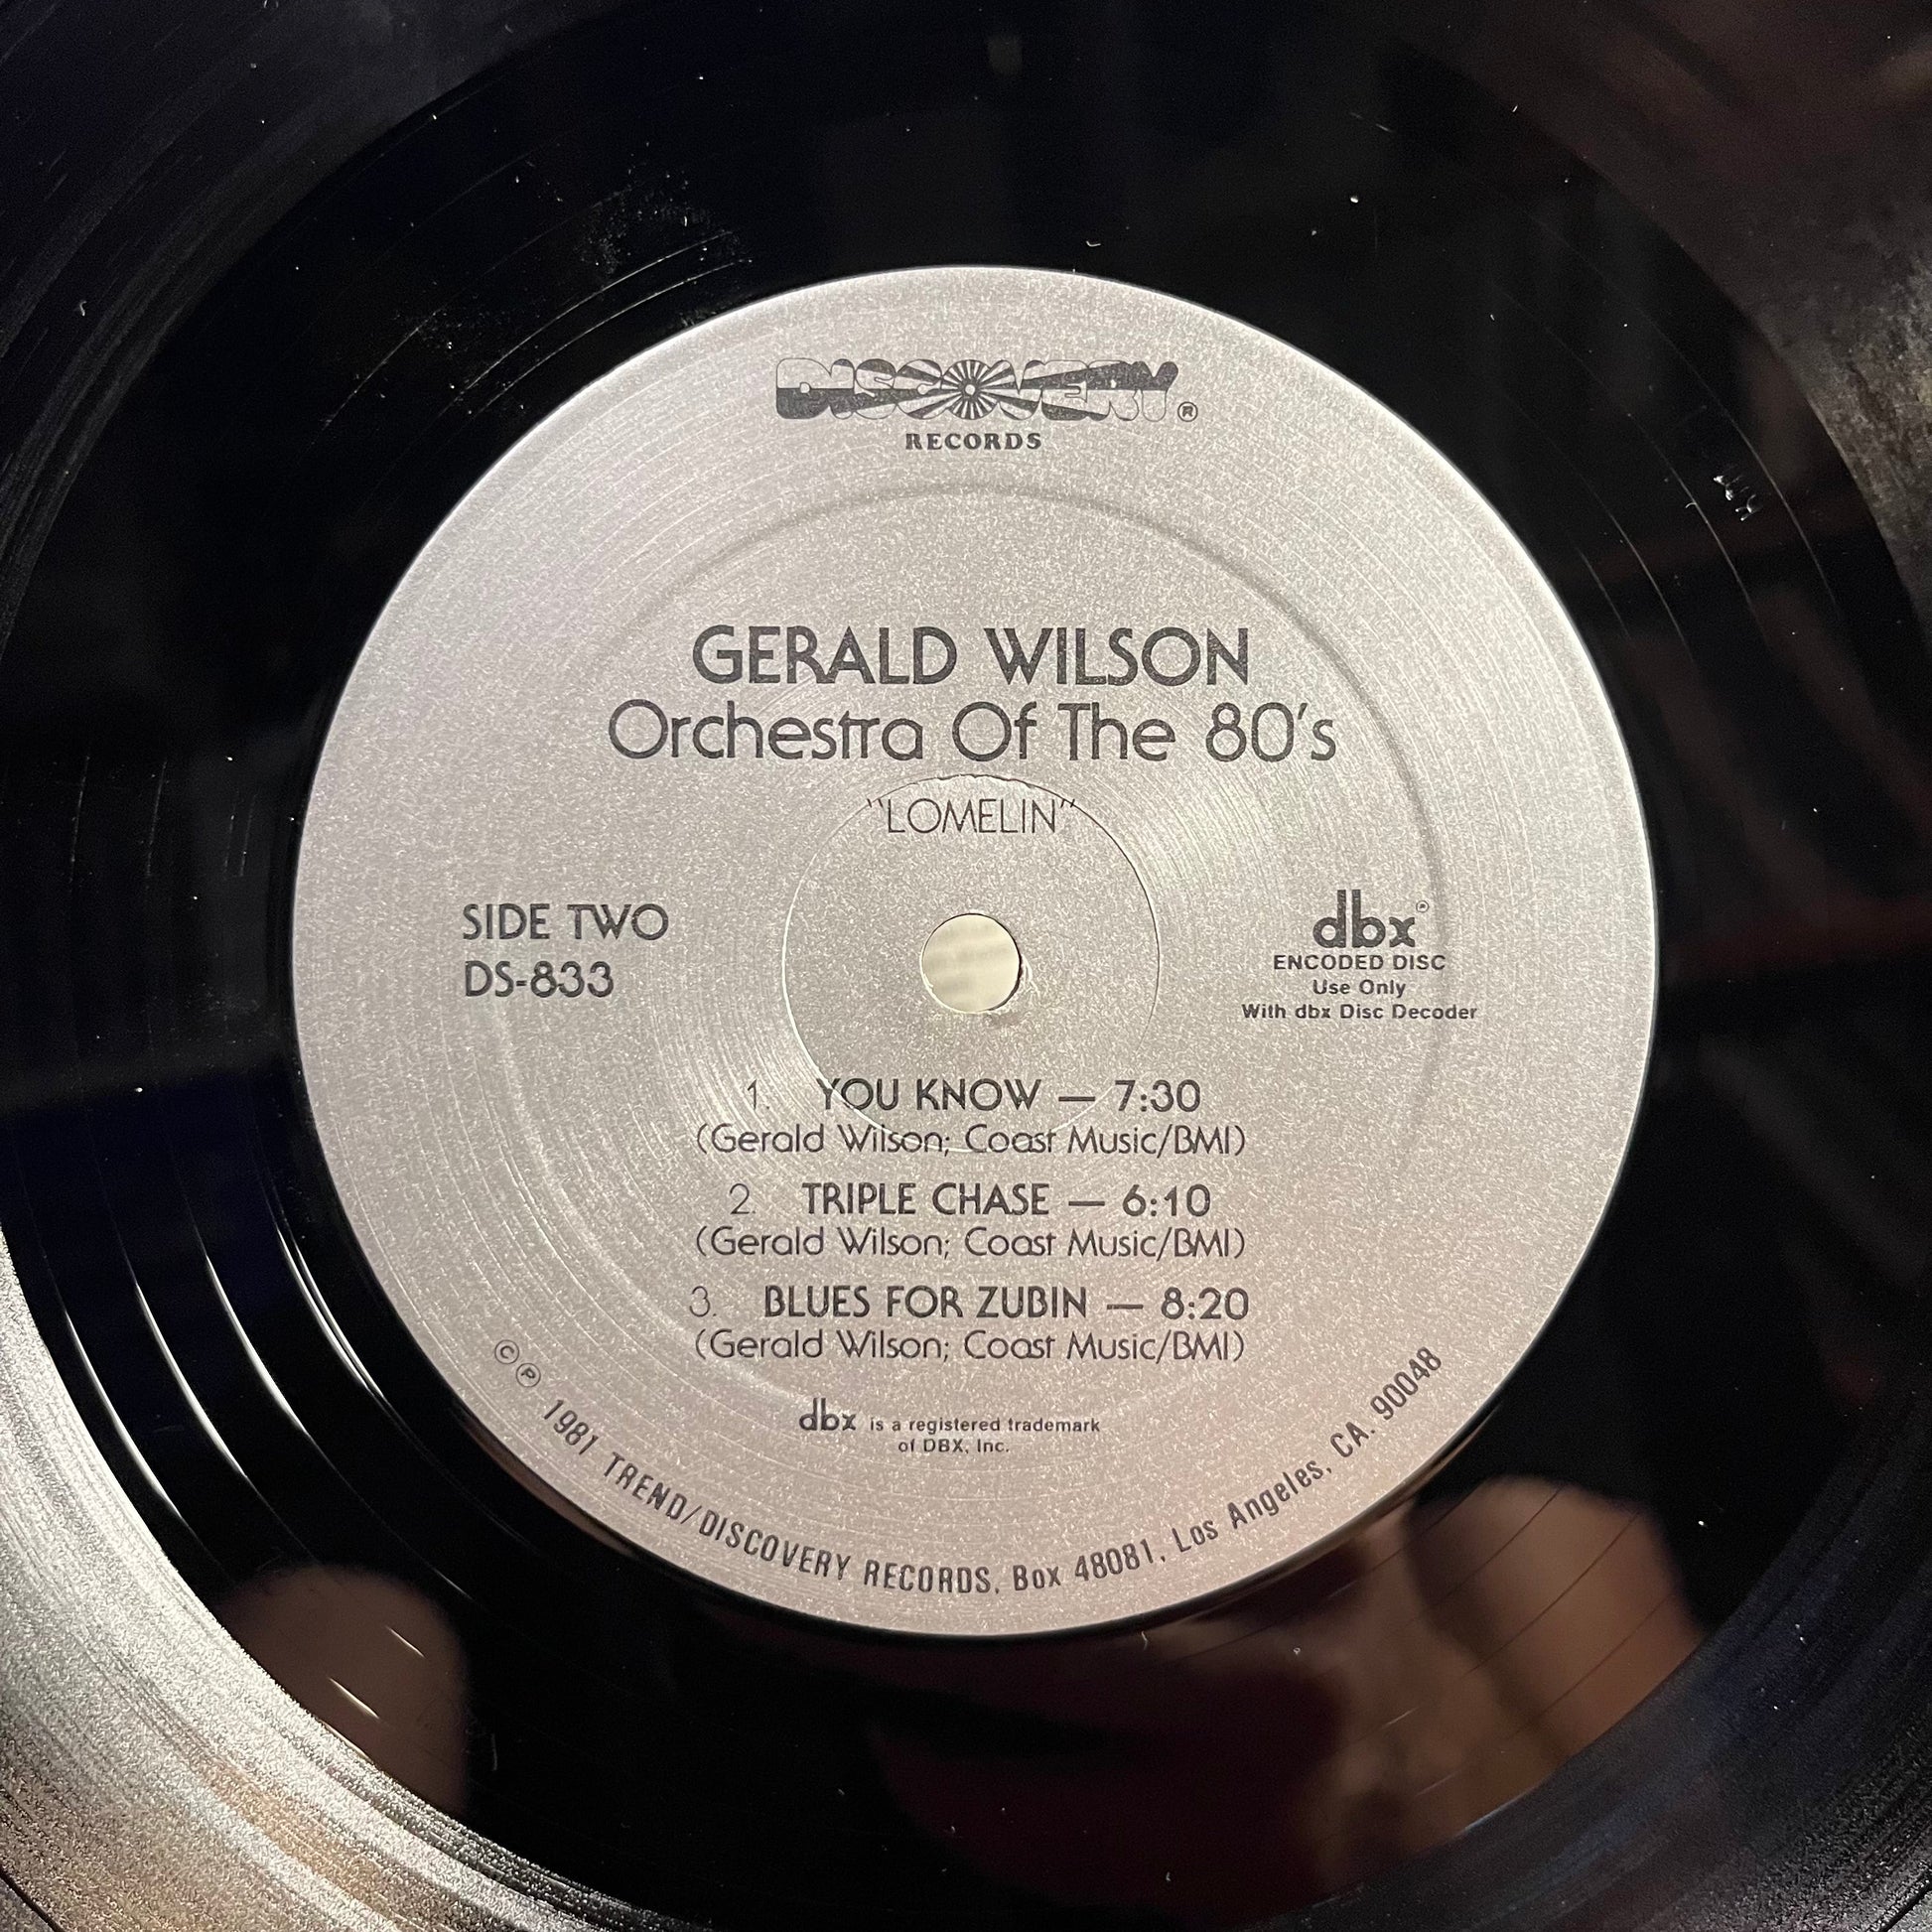 DISCOVERY®
RECORDS
GERALD WILSON
Orchestra Of The 80's
"LOMELIN"
SIDE TWO
DS-833
dbx®
ENCODED DISC
Use Only
With dbx Disc Decoder
1. YOU KNOW — 7:30
(Gerald Wilson; Coast Music/BMI)
2. TRIPLE CHASE — 6:10
(Gerald Wilson; Coast Music/BMI)
3. BLUES FOR ZUBIN — 8:20
(Gerald Wilson; Coast Music/BMI)
dbx is a registered trademark
of DBX, Inc.
©℗ 1981 TREND/DISCOVERY RECORDS, Box 48081, Los Angeles, CA. 90048